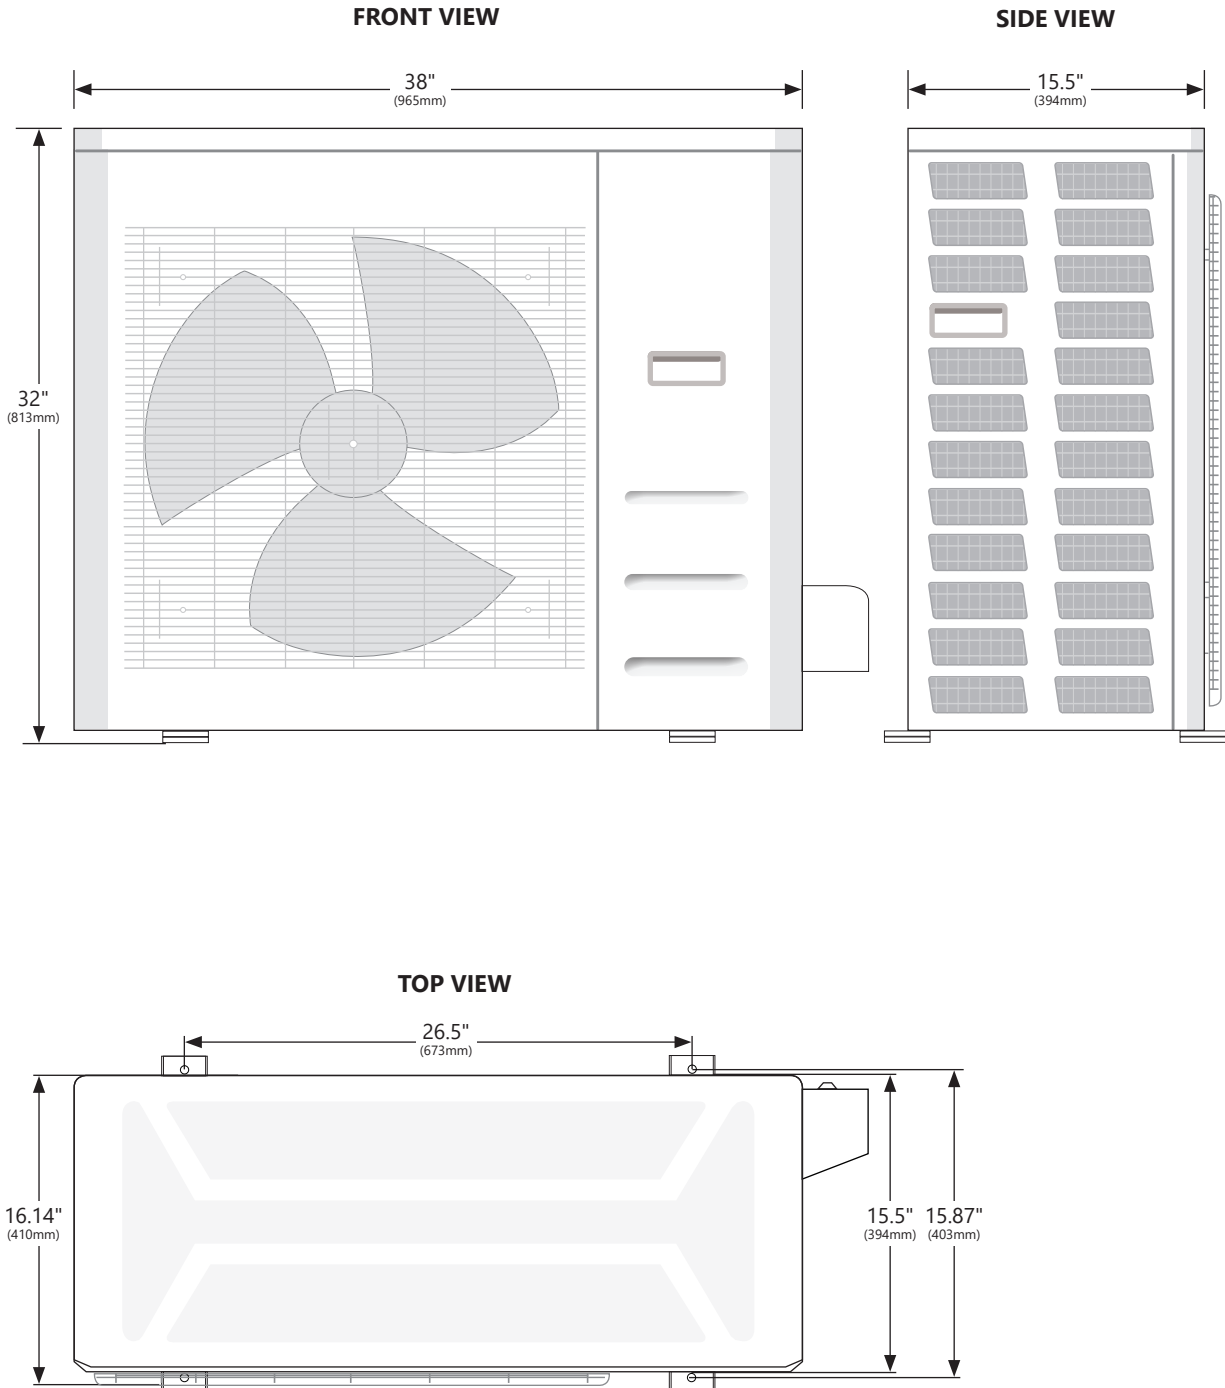 FRONT VIEW
SIDE VIEW
38"
(965mm)
15.5"
(394mm)
32"
(813mm)
TOP VIEW
26.5"
(673mm)
16.14"
(410mm)
15.5"
(394mm)
15.87"
(403mm)